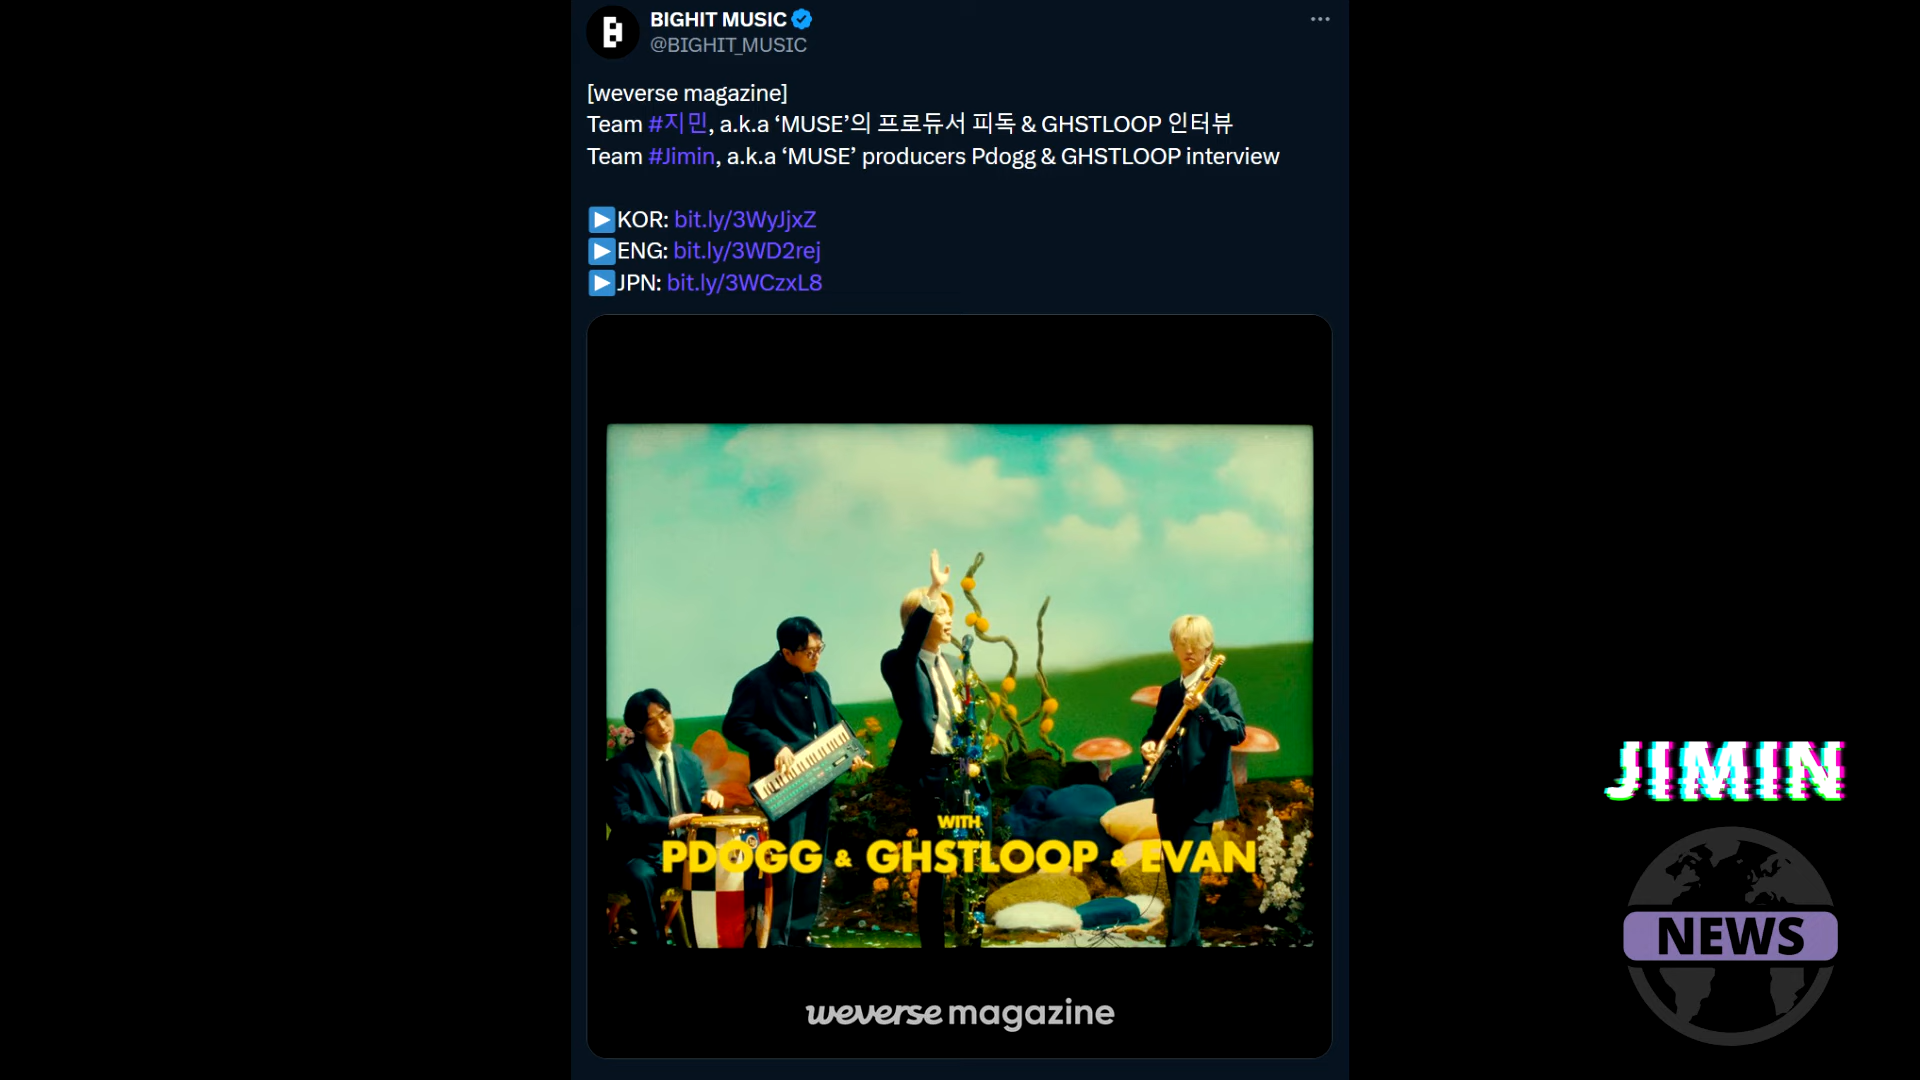 BIGHIT MUSIC
@BIGHIT_MUSIC
[weverse magazine]
Team #지민, a.k.a ‘MUSE’의 프로듀서 피독 & GHSTLOOP 인터뷰
Team #Jimin, a.k.a ‘MUSE’ producers Pdogg & GHSTLOOP interview
KOR: bit.ly/3WyJjxZ
ENG: bit.ly/3WD2rej
JPN: bit.ly/3WCzxL8
WITH
PDOGG & GHSTLOOP & EVAN
weverse magazine
JIMIN
NEWS